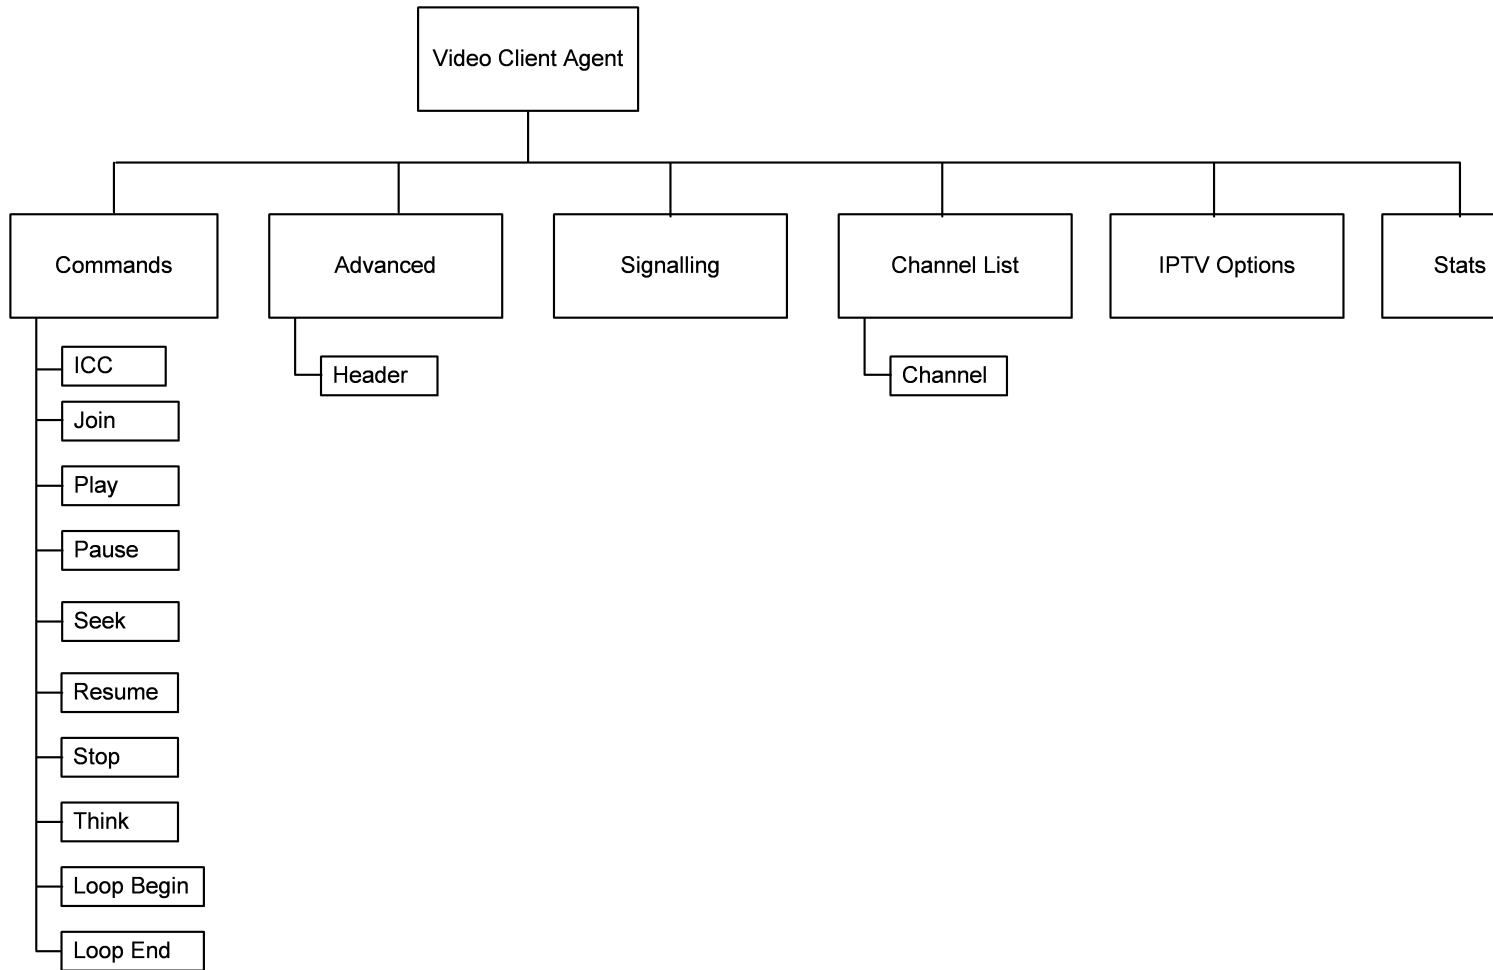 Video Client Agent
Commands
Advanced
Signalling
Channel List
IPTV Options
Stats
ICC
Join
Play
Pause
Seek
Resume
Stop
Think
Loop Begin
Loop End
Header
Channel